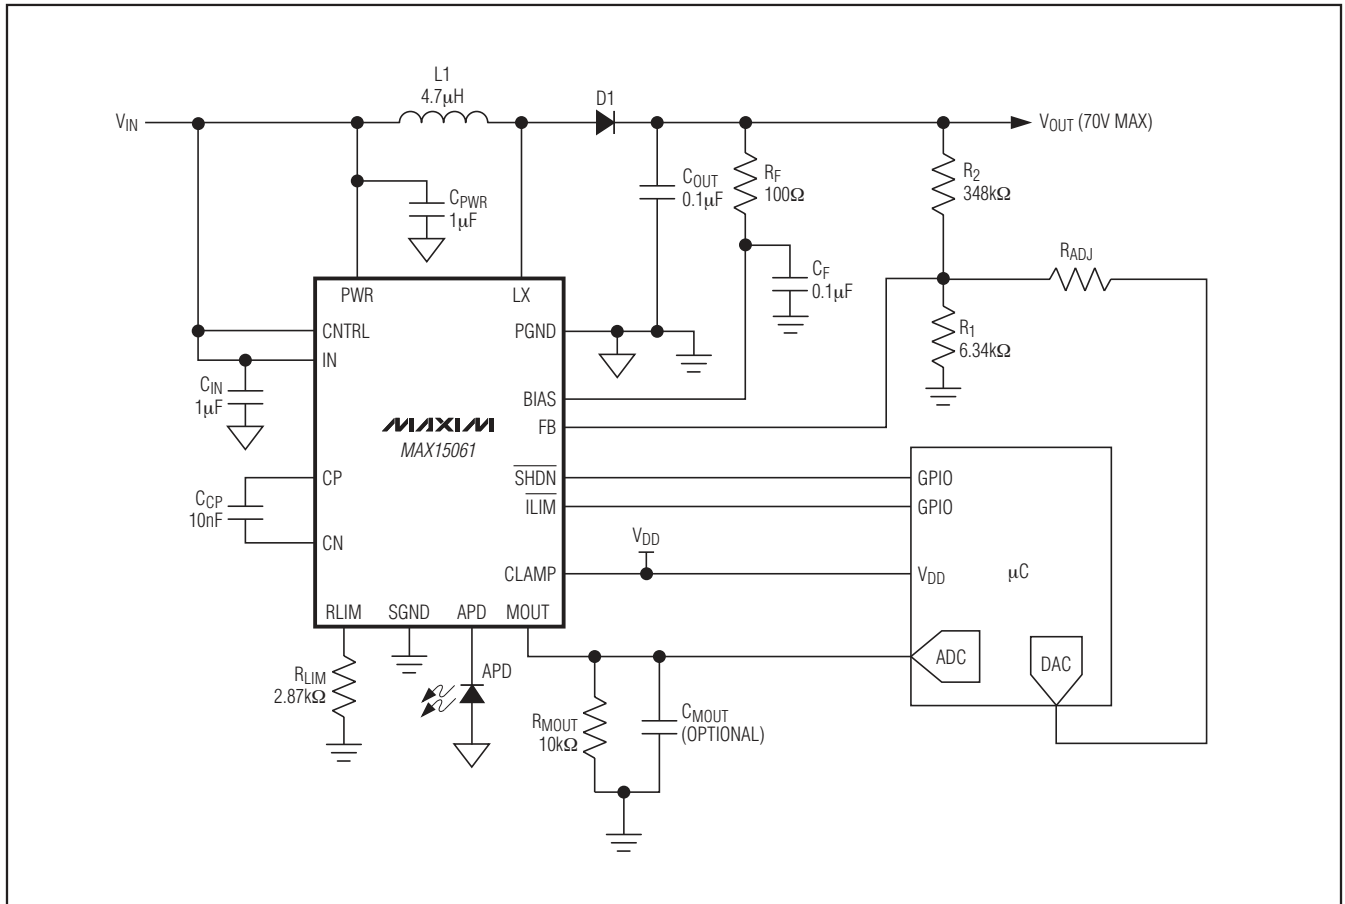 L1
4.7µH
D1
VIN
VOUT (70V MAX)
CPWR
1µF
COUT
0.1µF
RF
100Ω
R2
348kΩ
RADJ
CF
0.1µF
R1
6.34kΩ
PWR
LX
CNTRL
PGND
IN
CIN
1µF
BIAS
FB
MAXIM
MAX15061
CP
SHDN
GPIO
CCP
10nF
ILIM
GPIO
CN
VDD
CLAMP
VDD
µC
RLIM
SGND
APD
MOUT
ADC
DAC
RLIM
2.87kΩ
APD
RMOUT
10kΩ
CMOUT
(OPTIONAL)